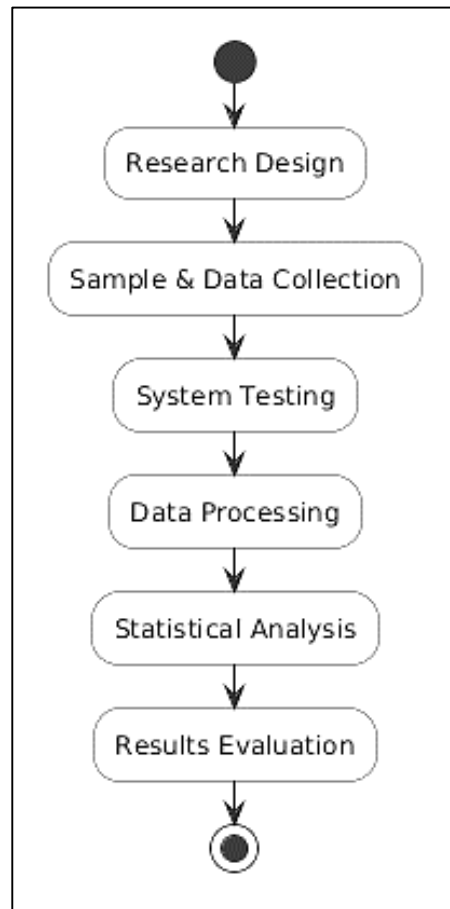 Research Design
Sample & Data Collection
System Testing
Data Processing
Statistical Analysis
Results Evaluation